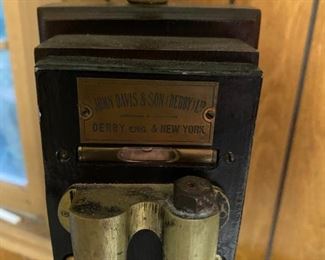 JOHN DAVIS & SON (DERBY) LTD
DERBY ENG. & NEW YORK